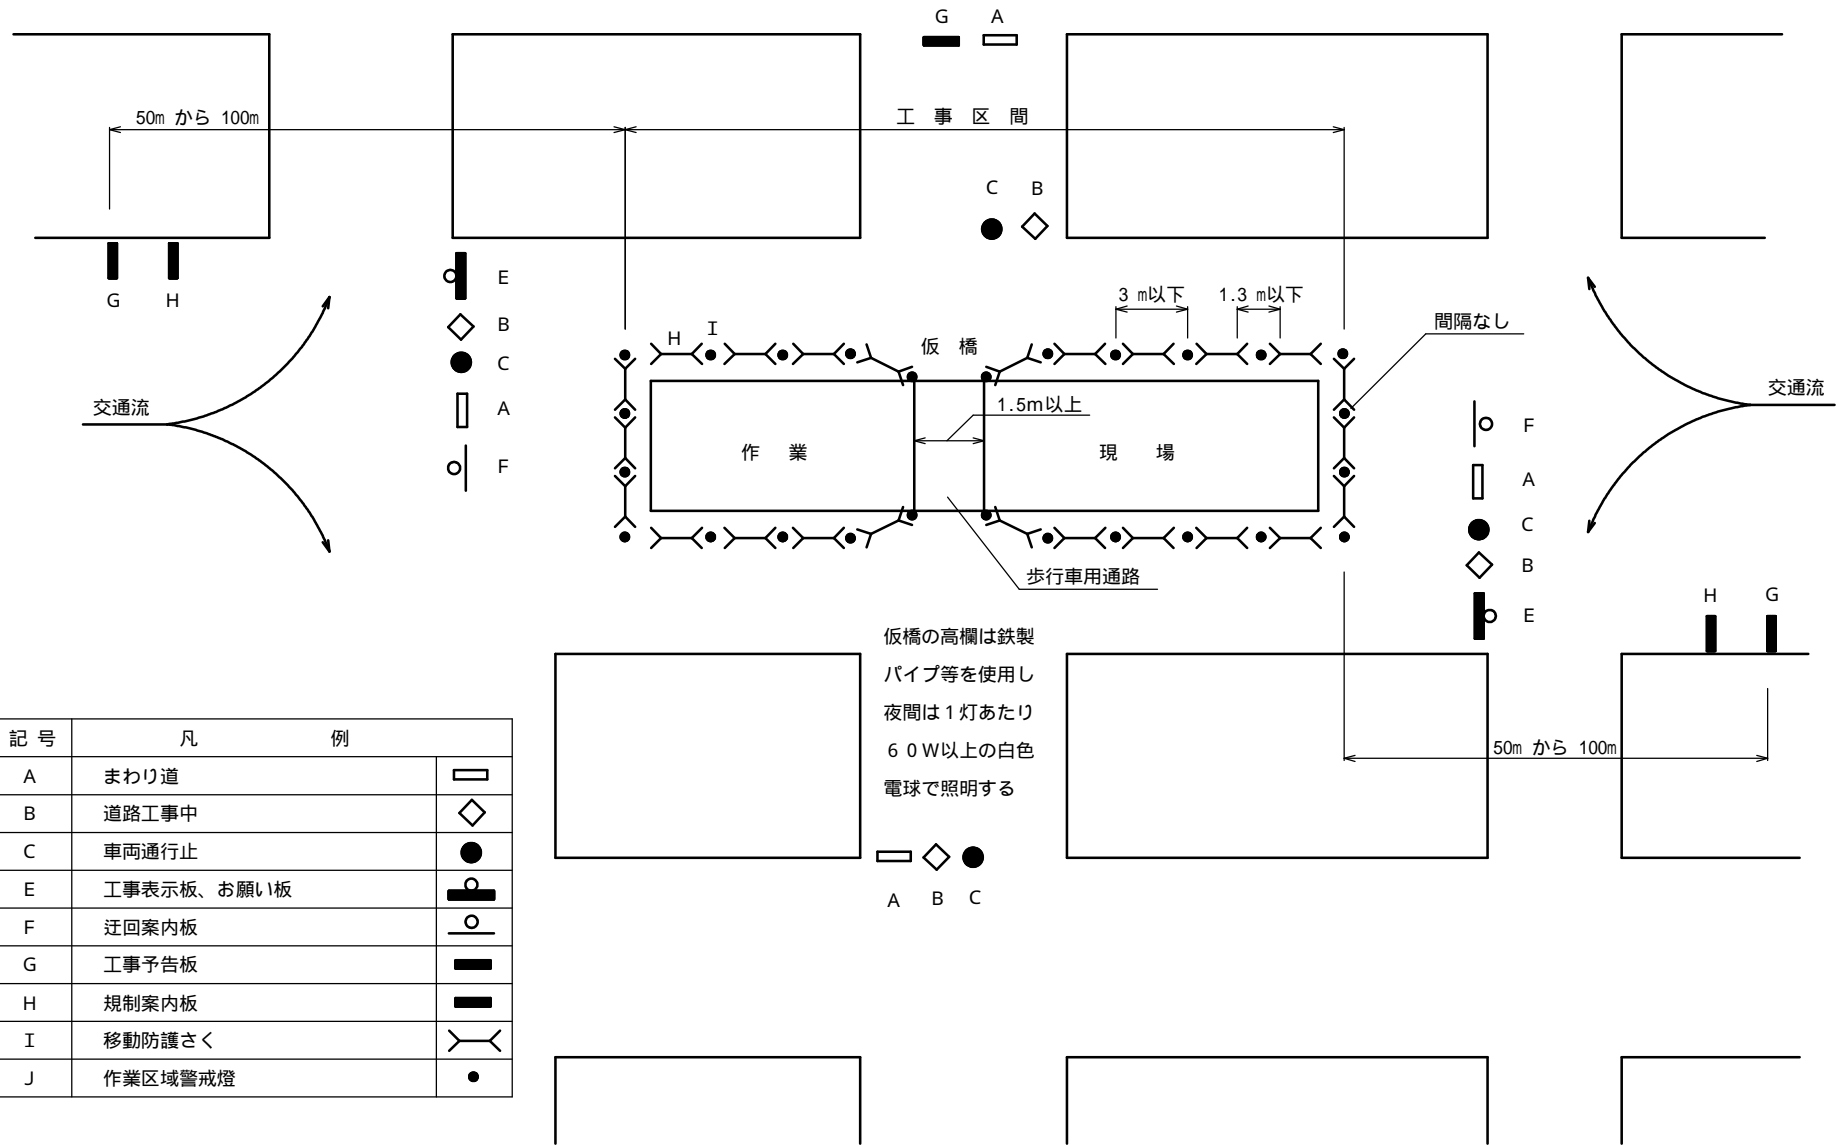 G A
50m から 100m
工 事 区 間
C B
G H
E
B
C
A
F
3 m以下 1.3 m以下
間隔なし
H I
仮 橋
交通流
交通流
1.5m以上
作 業
現 場
F
A
C
B
E
歩行車用通路
H G
仮橋の高欄は鉄製
パイプ等を使用し
夜間は1灯あたり
60W以上の白色
電球で照明する
50m から 100m
A B C
記 号 凡 例
A まわり道
B 道路工事中
C 車両通行止
E 工事表示板、お願い板
F 迂回案内板
G 工事予告板
H 規制案内板
I 移動防護さく
J 作業区域警戒燈